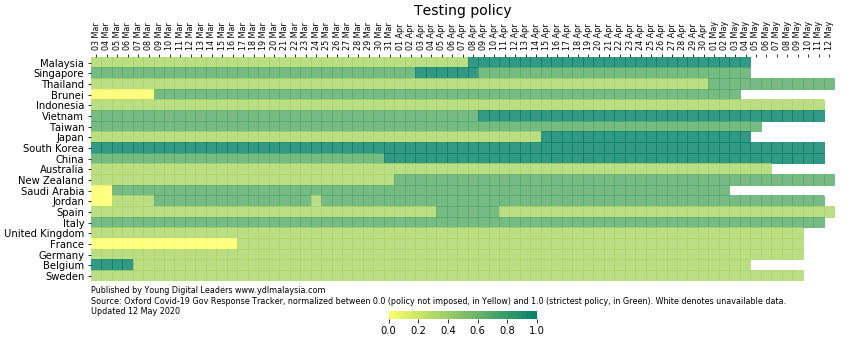 Testing policy
03 Mar 04 Mar 05 Mar 06 Mar 07 Mar 08 Mar 09 Mar 10 Mar 11 Mar 12 Mar 13 Mar 14 Mar 15 Mar 16 Mar 17 Mar 18 Mar 19 Mar 20 Mar 21 Mar 22 Mar 23 Mar 24 Mar 25 Mar 26 Mar 27 Mar 28 Mar 29 Mar 30 Mar 31 Mar 01 Apr 02 Apr 03 Apr 04 Apr 05 Apr 06 Apr 07 Apr 08 Apr 09 Apr 10 Apr 11 Apr 12 Apr 13 Apr 14 Apr 15 Apr 16 Apr 17 Apr 18 Apr 19 Apr 20 Apr 21 Apr 22 Apr 23 Apr 24 Apr 25 Apr 26 Apr 27 Apr 28 Apr 29 Apr 30 Apr 01 May 02 May 03 May 04 May 05 May 06 May 07 May 08 May 09 May 10 May 11 May 12 May
Malaysia
Singapore
Thailand
Brunei
Indonesia
Vietnam
Taiwan
Japan
South Korea
China
Australia
New Zealand
Saudi Arabia
Jordan
Spain
Italy
United Kingdom
France
Germany
Belgium
Sweden
Published by Young Digital Leaders www.ydlmalaysia.com
Source: Oxford Covid-19 Gov Response Tracker, normalized between 0.0 (policy not imposed, in Yellow) and 1.0 (strictest policy, in Green). White denotes unavailable data.
Updated 12 May 2020
0.0 0.2 0.4 0.6 0.8 1.0